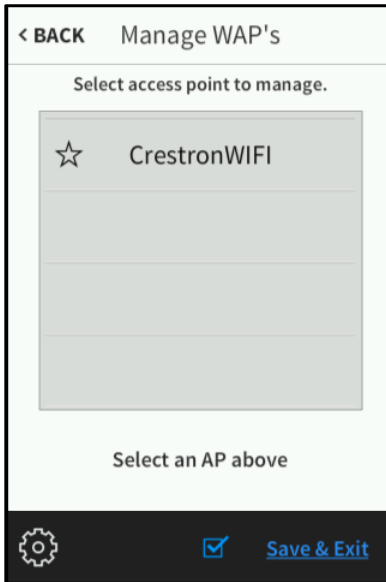 < BACK Manage WAP's
Select access point to manage.
CrestronWIFI
Select an AP above
Save & Exit